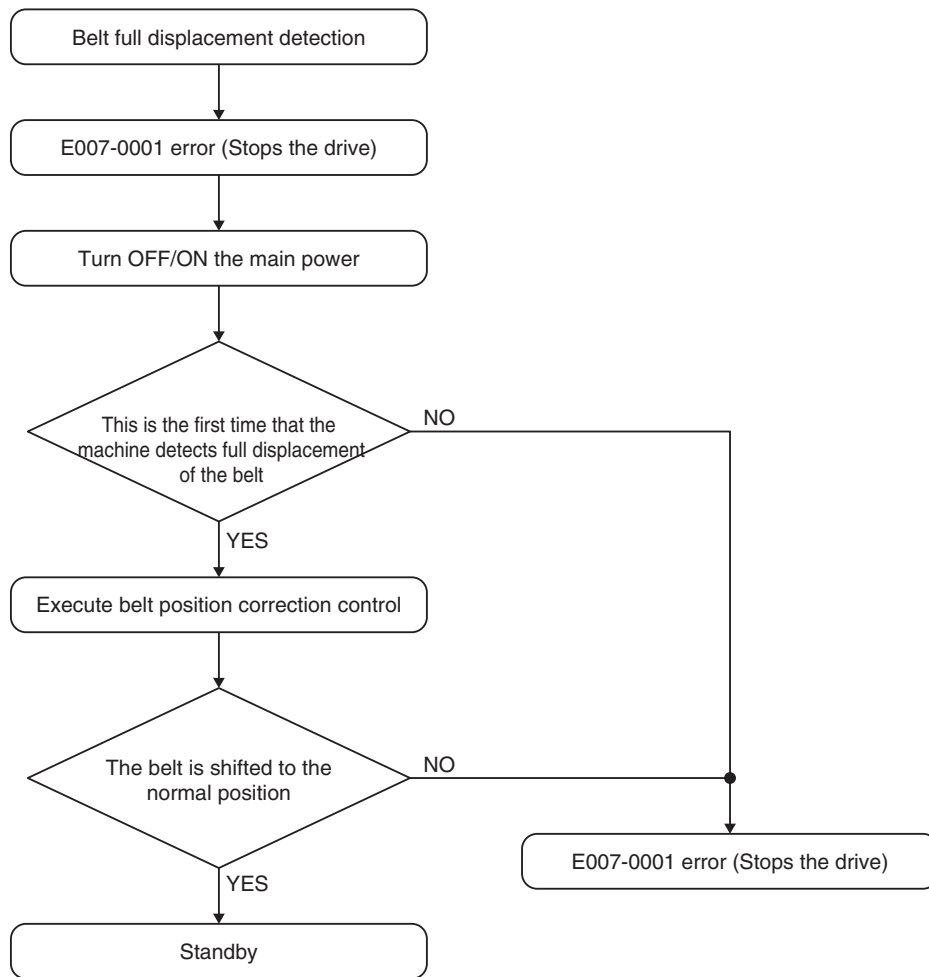 Belt full displacement detection
E007-0001 error (Stops the drive)
Turn OFF/ON the main power
This is the first time that the
machine detects full displacement
of the belt
NO
YES
Execute belt position correction control
The belt is shifted to the
normal position
NO
E007-0001 error (Stops the drive)
YES
Standby